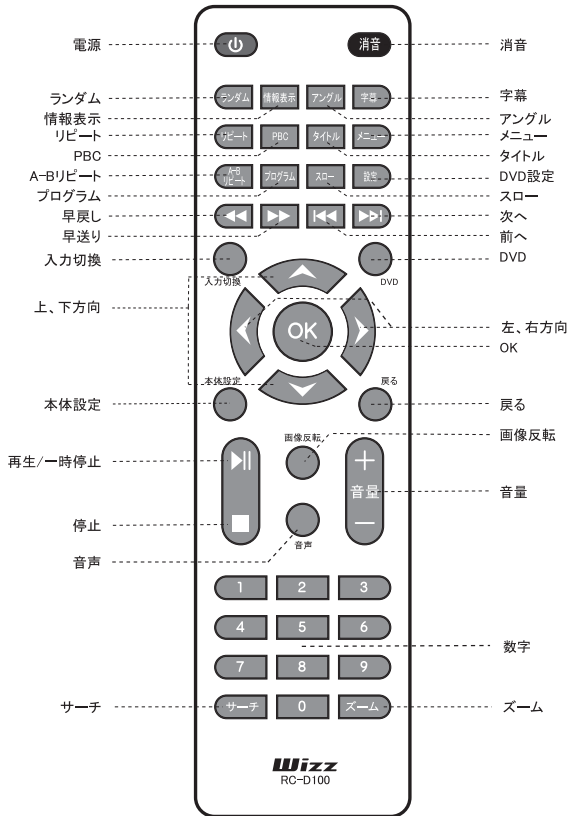 電源
消音
消音
ランダム
ランダム
情報表示
アングル
字幕
字幕
情報表示
アングル
リピート
リピート
PBC
タイトル
メニュー
メニュー
PBC
タイトル
A-Bリピート
A-B
リピート
プログラム
スロー
設定
DVD設定
プログラム
スロー
早戻し
次へ
早送り
前へ
入力切換
DVD
入力切換
DVD
上、下方向
OK
左、右方向
OK
本体設定
戻る
本体設定
戻る
画像反転
画像反転
再生/一時停止
音量
音量
停止
音声
音声
1
2
3
4
5
6
数字
7
8
9
サーチ
サーチ
0
ズーム
ズーム
Wizz
RC-D100